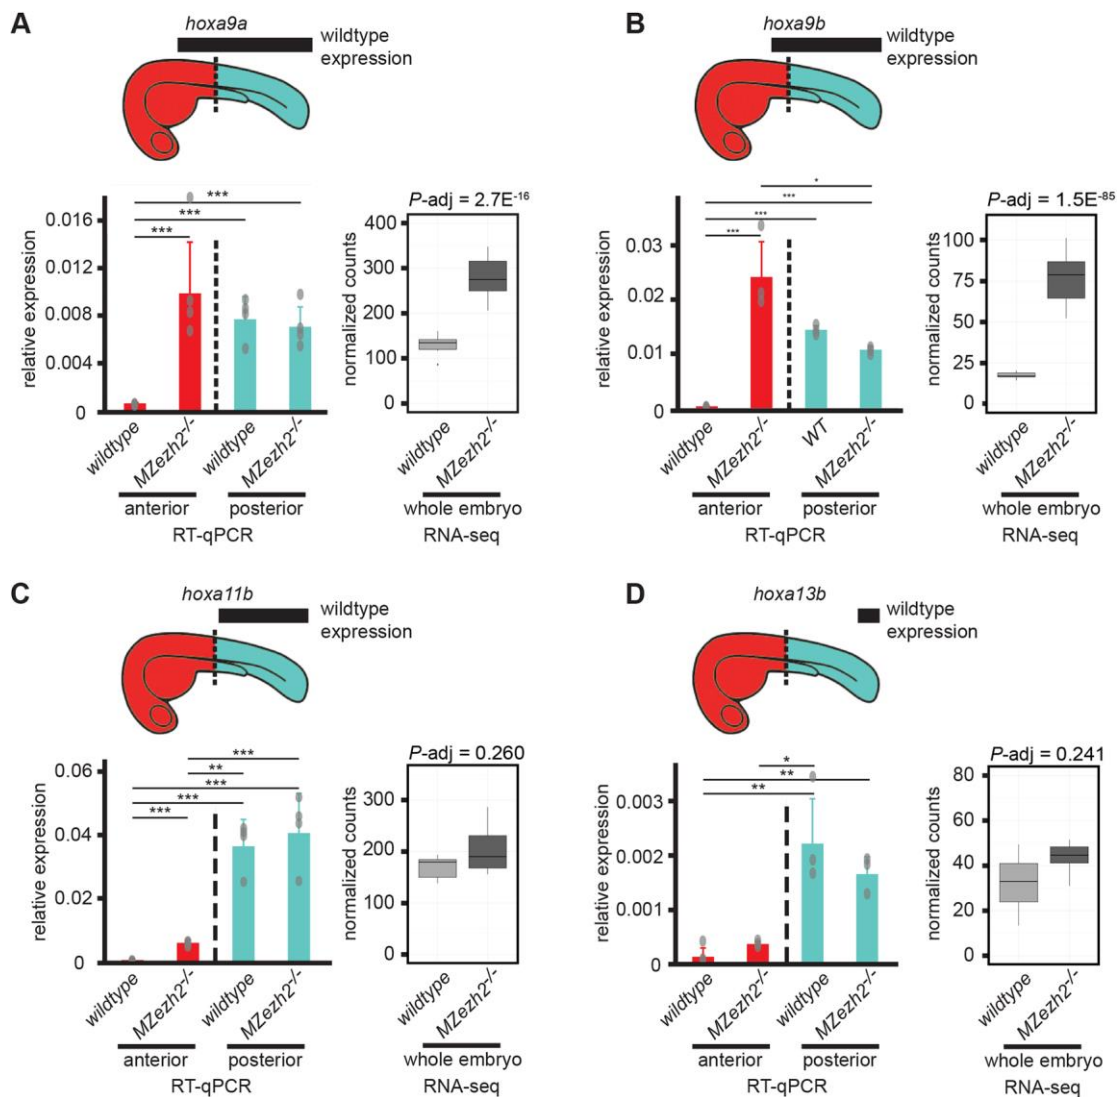 A
hoxa9a
wildtype
expression
***
***
***
0.016
0.012
0.008
0.004
0
relative expression
wildtype
MZezh2-/-
wildtype
MZezh2-/-
anterior
posterior
RT-qPCR
P-adj = 2.7E-16
400
300
200
100
0
normalized counts
wildtype
MZezh2-/-
whole embryo
RNA-seq
B
hoxa9b
wildtype
expression
*
***
***
***
0.03
0.02
0.01
0
relative expression
wildtype
MZezh2-/-
WT
MZezh2-/-
anterior
posterior
RT-qPCR
P-adj = 1.5E-85
100
75
50
25
0
normalized counts
wildtype
MZezh2-/-
whole embryo
RNA-seq
C
hoxa11b
wildtype
expression
***
**
***
***
***
0.06
0.04
0.02
0
relative expression
wildtype
MZezh2-/-
wildtype
MZezh2-/-
anterior
posterior
RT-qPCR
P-adj = 0.260
300
200
100
0
normalized counts
wildtype
MZezh2-/-
whole embryo
RNA-seq
D
hoxa13b
wildtype
expression
*
**
**
0.003
0.002
0.001
0
relative expression
wildtype
MZezh2-/-
wildtype
MZezh2-/-
anterior
posterior
RT-qPCR
P-adj = 0.241
80
60
40
20
0
normalized counts
wildtype
MZezh2-/-
whole embryo
RNA-seq